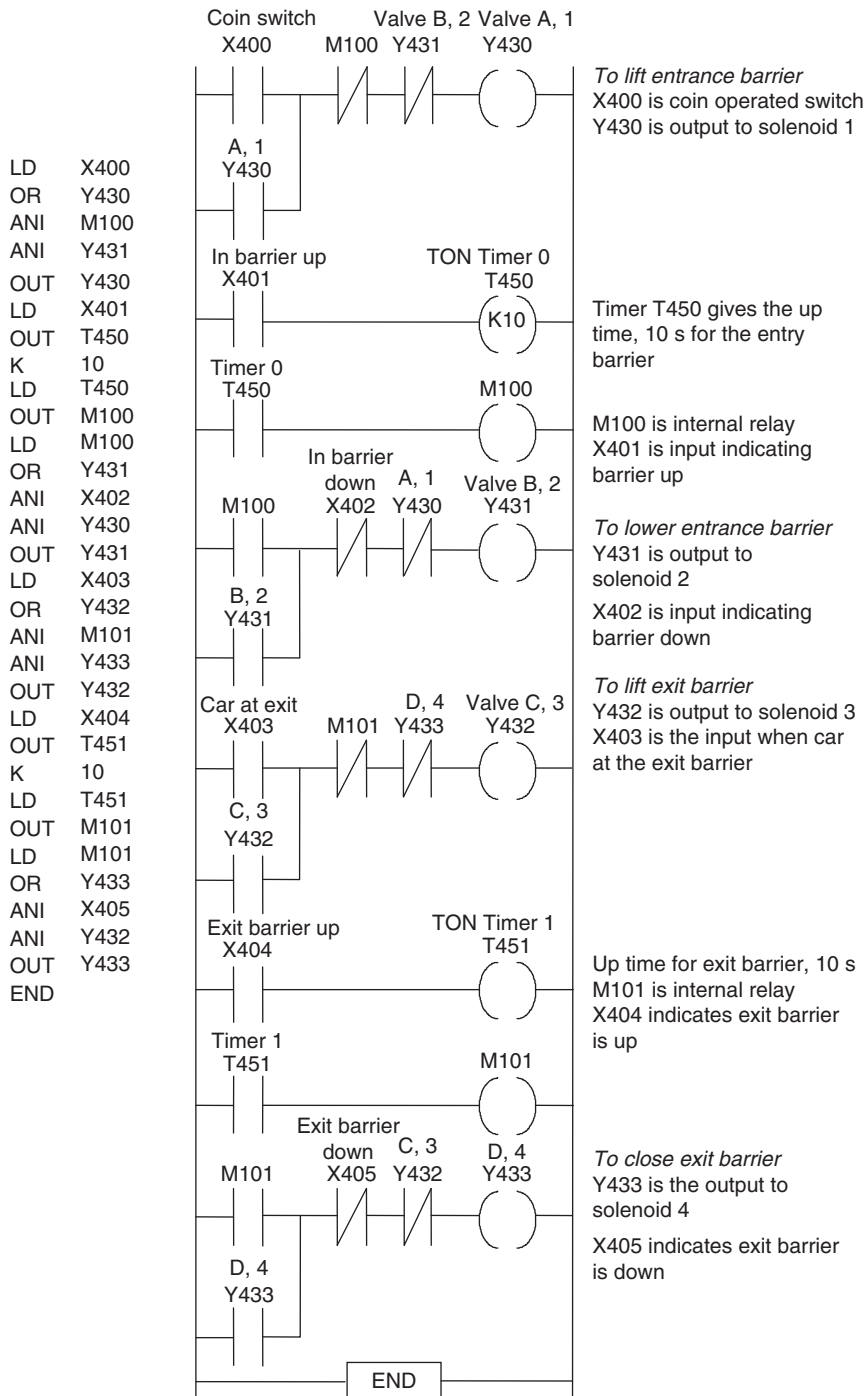 LD X400
OR Y430
ANI M100
ANI Y431
OUT Y430
LD X401
OUT T450
K 10
LD T450
OUT M100
LD M100
OR Y431
ANI X402
ANI Y430
OUT Y431
LD X403
OR Y432
ANI M101
ANI Y433
OUT Y432
LD X404
OUT T451
K 10
LD T451
OUT M101
LD M101
OR Y433
ANI X405
ANI Y432
OUT Y433
END
Coin switch Valve B, 2 Valve A, 1
X400 M100 Y431 Y430
A, 1
Y430
To lift entrance barrier
X400 is coin operated switch
Y430 is output to solenoid 1
In barrier up TON Timer 0
X401 T450
K10
Timer T450 gives the up
time, 10 s for the entry
barrier
Timer 0
T450 M100
M100 is internal relay
X401 is input indicating
barrier up
In barrier
down A, 1 Valve B, 2
M100 X402 Y430 Y431
B, 2
Y431
To lower entrance barrier
Y431 is output to
solenoid 2
X402 is input indicating
barrier down
Car at exit D, 4 Valve C, 3
X403 M101 Y433 Y432
C, 3
Y432
To lift exit barrier
Y432 is output to solenoid 3
X403 is the input when car
at the exit barrier
Exit barrier up TON Timer 1
X404 T451
Up time for exit barrier, 10 s
M101 is internal relay
X404 indicates exit barrier
is up
Timer 1
T451 M101
Exit barrier
down C, 3 D, 4
M101 X405 Y432 Y433
D, 4
Y433
To close exit barrier
Y433 is the output to
solenoid 4
X405 indicates exit barrier
is down
END